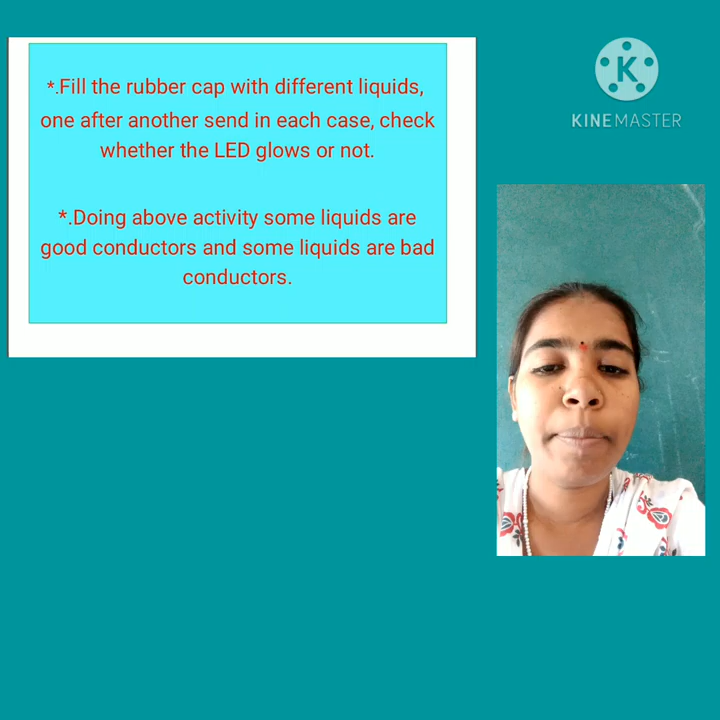 *.Fill the rubber cap with different liquids,
one after another send in each case, check
whether the LED glows or not.
*.Doing above activity some liquids are
good conductors and some liquids are bad
conductors.
K
KINEMASTER